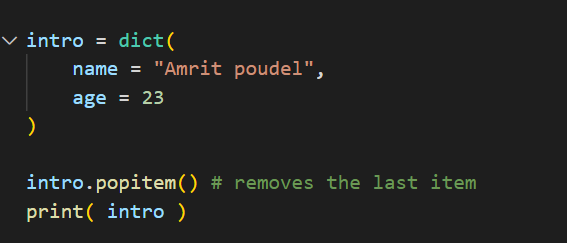 intro = dict(
    name = "Amrit poudel",
    age = 23
)
intro.popitem() # removes the last item
print( intro )